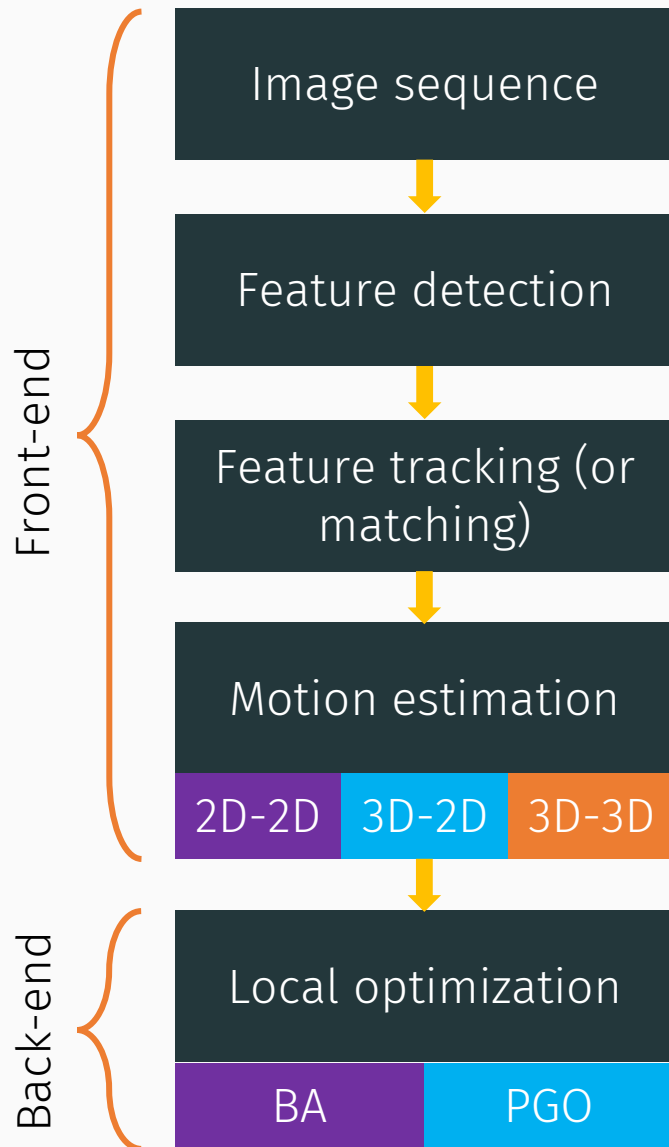 Front-end
Image sequence
Feature detection
Feature tracking (or
matching)
Motion estimation
2D-2D 3D-2D 3D-3D
Back-end
Local optimization
BA PGO